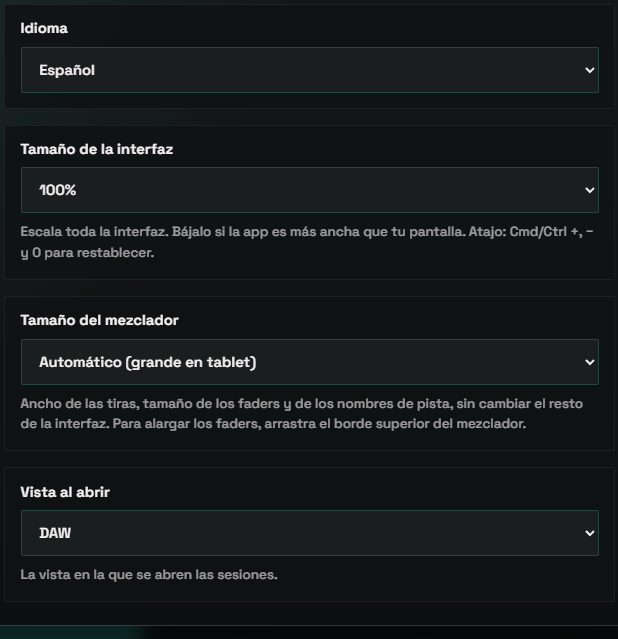 Idioma
Español
Tamaño de la interfaz
100%
Escala toda la interfaz. Bájalo si la app es más ancha que tu pantalla. Atajo: Cmd/Ctrl +, −
y 0 para restablecer.
Tamaño del mezclador
Automático (grande en tablet)
Ancho de las tiras, tamaño de los faders y de los nombres de pista, sin cambiar el resto
de la interfaz. Para alargar los faders, arrastra el borde superior del mezclador.
Vista al abrir
DAW
La vista en la que se abren las sesiones.